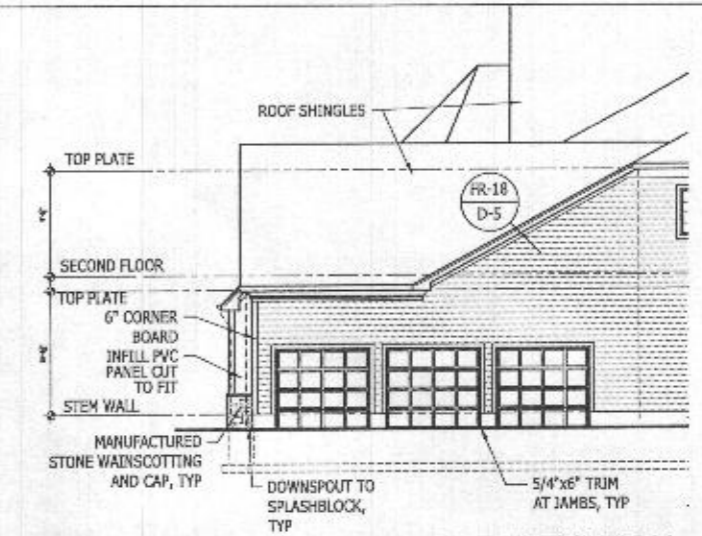 ROOF SHINGLES
TOP PLATE
FR-18
D-5
SECOND FLOOR
TOP PLATE
6" CORNER
BOARD
INFILL PVC
PANEL CUT
TO FIT
STEM WALL
MANUFACTURED
STONE WAINSCOTTING
AND CAP, TYP
DOWNSPOUT TO
SPLASHBLOCK,
TYP
5/4"x6" TRIM
AT JAMBS, TYP